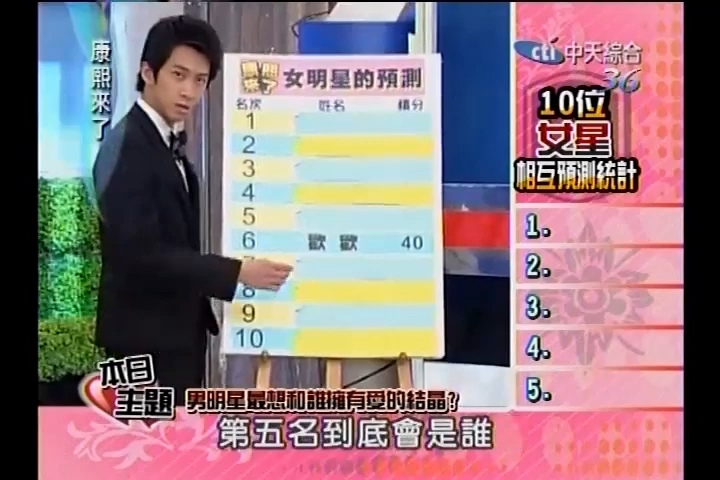 康熙來了
康熙來了
女明星的預測
名次 姓名 積分
1
2
3
4
5
6 歡歡 40
7
8
9
10
cti 中天綜合
36
10位
女星
相互預測統計
1.
2.
3.
4.
5.
本日
主題
男明星最想和誰擁有愛的結晶?
第五名到底會是誰